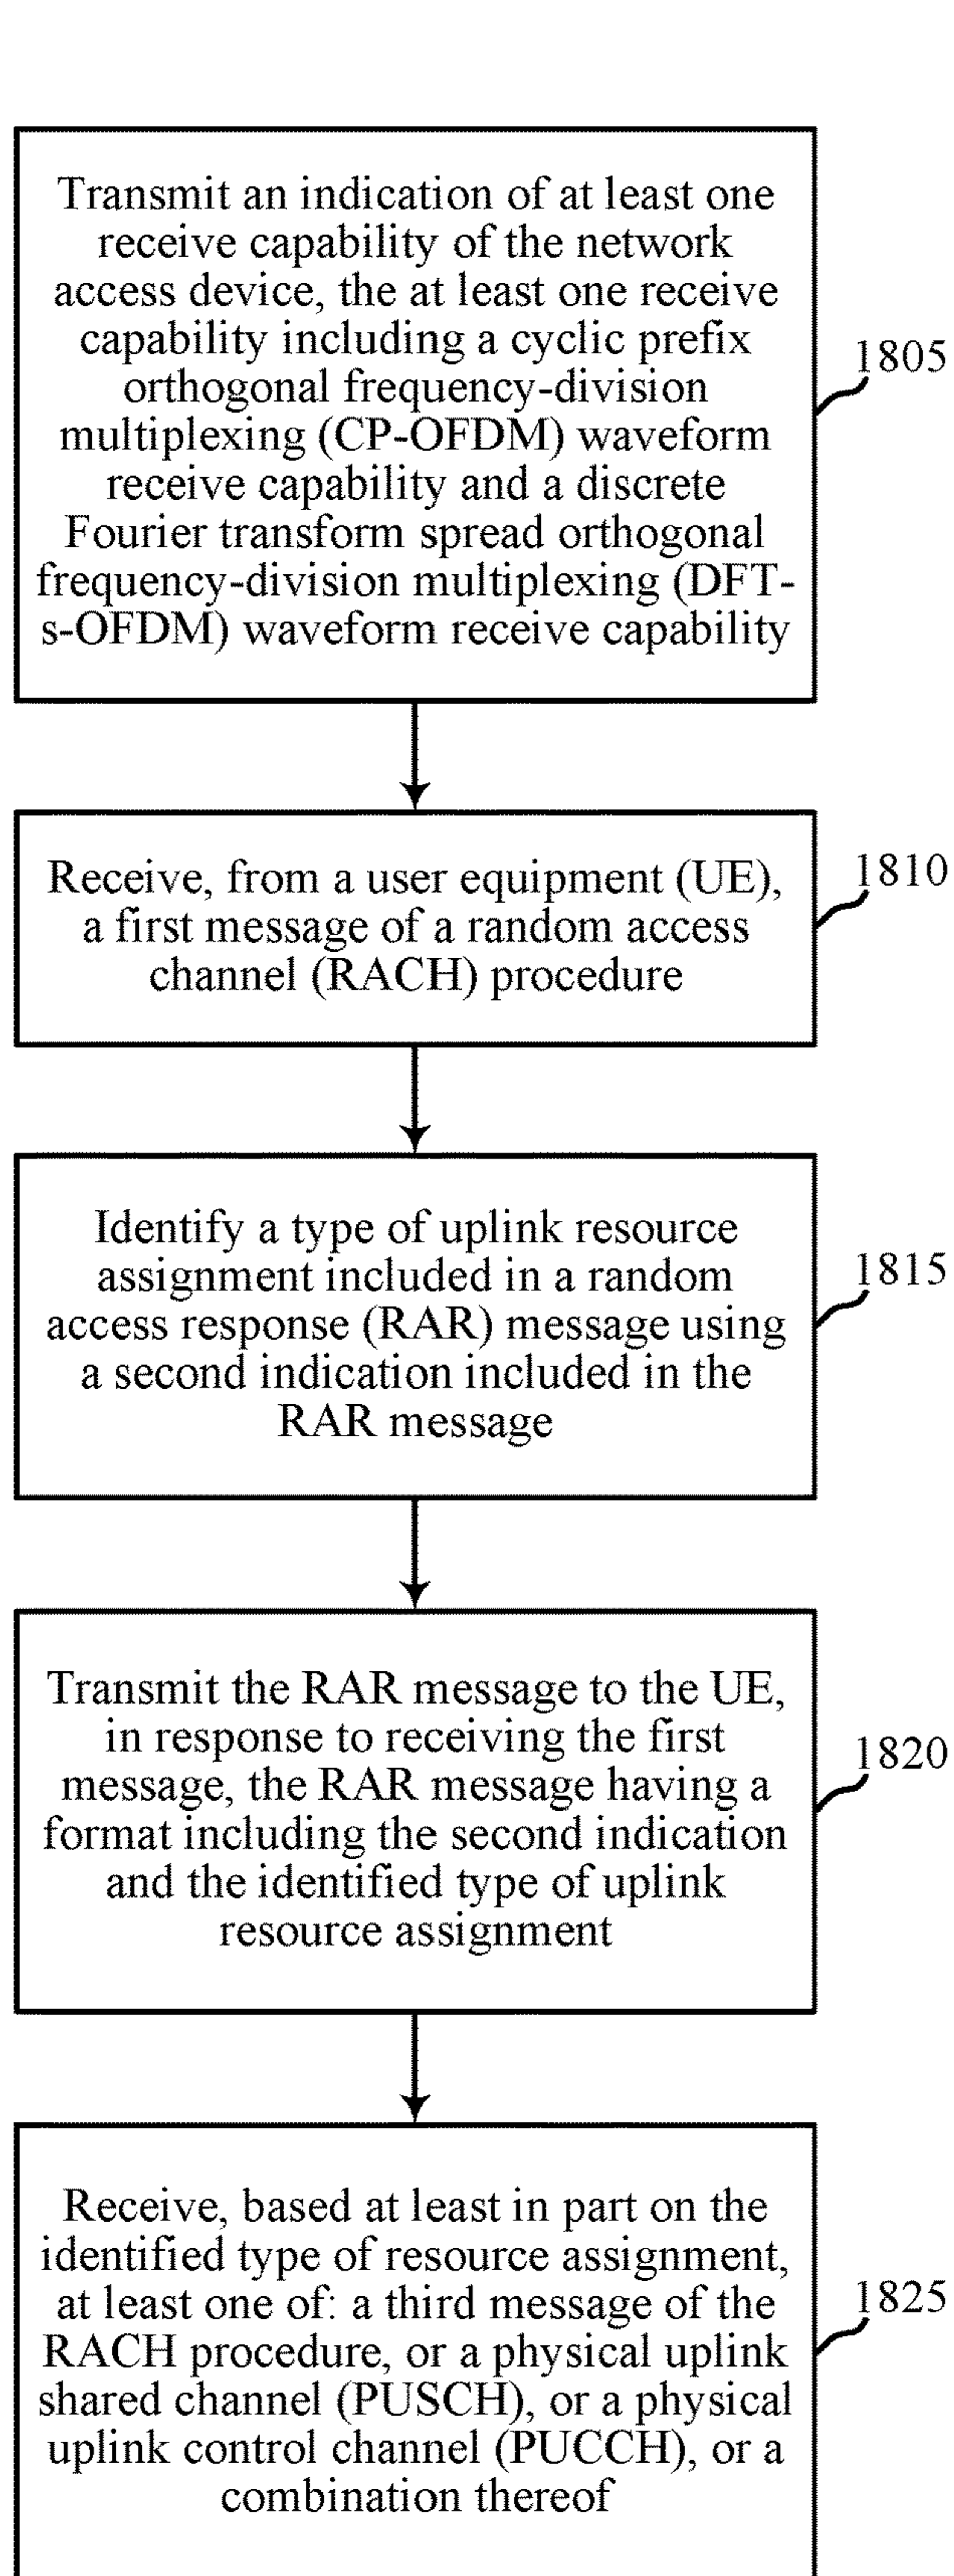 Transmit an indication of at least one
receive capability of the network
access device, the at least one receive
capability including a cyclic prefix
orthogonal frequency-division
multiplexing (CP-OFDM) waveform
receive capability and a discrete
Fourier transform spread orthogonal
frequency-division multiplexing (DFT-
s-OFDM) waveform receive capability
1805
Receive, from a user equipment (UE),
a first message of a random access
channel (RACH) procedure
1810
Identify a type of uplink resource
assignment included in a random
access response (RAR) message using
a second indication included in the
RAR message
1815
Transmit the RAR message to the UE,
in response to receiving the first
message, the RAR message having a
format including the second indication
and the identified type of uplink
resource assignment
1820
Receive, based at least in part on the
identified type of resource assignment,
at least one of: a third message of the
RACH procedure, or a physical uplink
shared channel (PUSCH), or a physical
uplink control channel (PUCCH), or a
combination thereof
1825